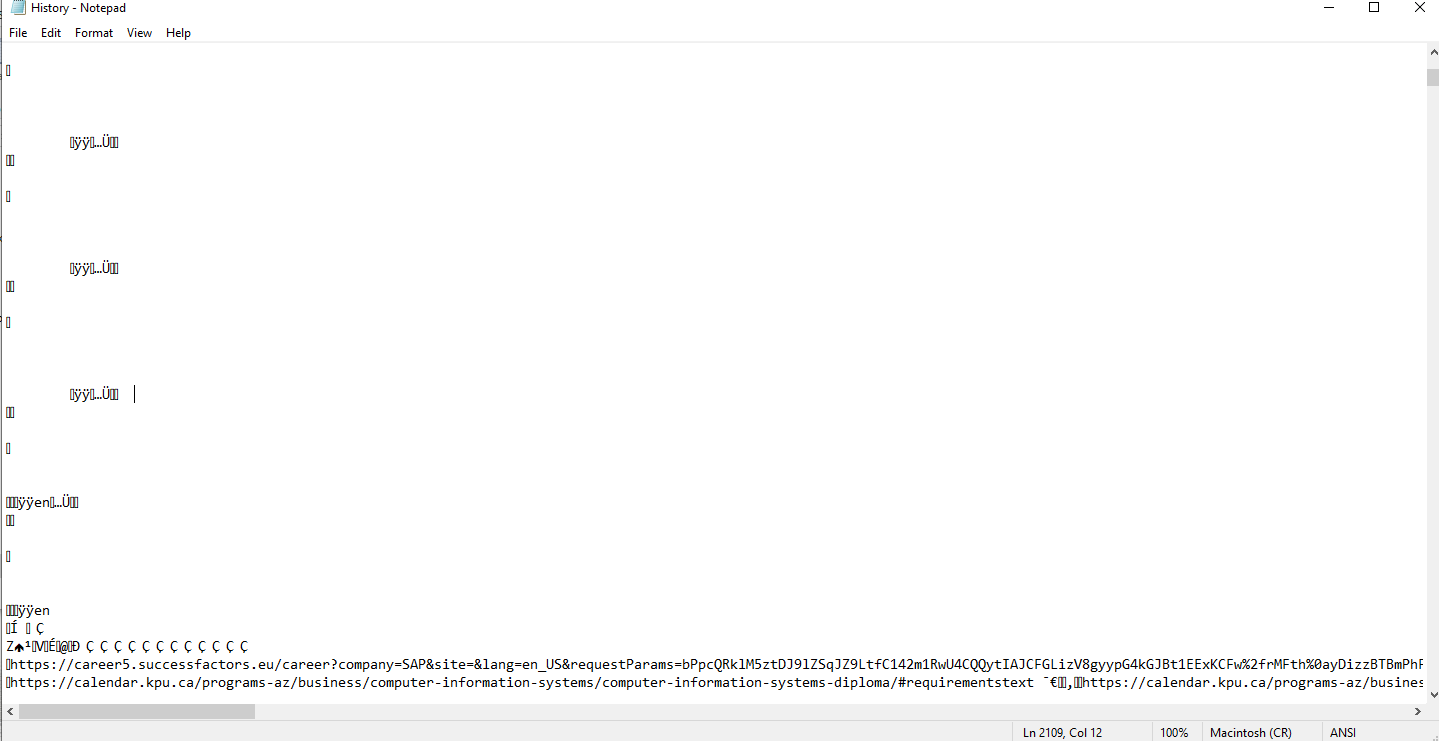 History - Notepad
File Edit Format View Help
ÿÿ…Ü
ÿÿ…Ü
ÿÿ…Ü
ÿÿen…Ü
ÿÿen
Í Ç
Z♠¹VÉ@Ð Ç Ç Ç Ç Ç Ç Ç Ç Ç Ç Ç Ç
https://career5.successfactors.eu/career?company=SAP&site=&lang=en_US&requestParams=bPpcQRklM5ztDJ9lZSqJZ9LtfC142m1RwU4CQQytIAJCFGLizV8gyypG4kGJBt1EExKCFw%2frMFth%0ayDizzBTBmPhF
https://calendar.kpu.ca/programs-az/business/computer-information-systems/computer-information-systems-diploma/#requirementstext ¯€‚https://calendar.kpu.ca/programs-az/busines
Ln 2109, Col 12 100% Macintosh (CR) ANSI